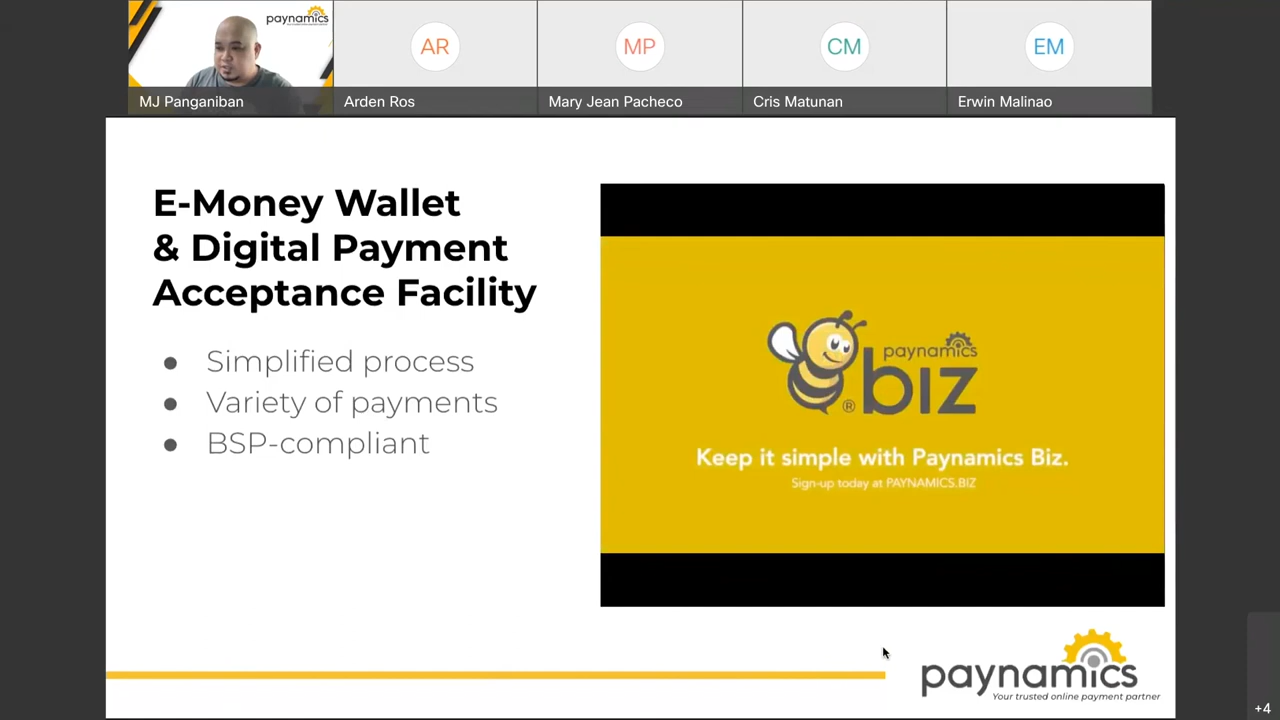 paynamics
AR
MP
CM
EM
MJ Panganiban
Arden Ros
Mary Jean Pacheco
Cris Matunan
Erwin Malinao
E-Money Wallet
& Digital Payment
Acceptance Facility
● Simplified process
● Variety of payments
● BSP-compliant
paynamics
biz
®
Keep it simple with Paynamics Biz.
Sign-up today at PAYNAMICS.BIZ
paynamics
Your trusted online payment partner
+4